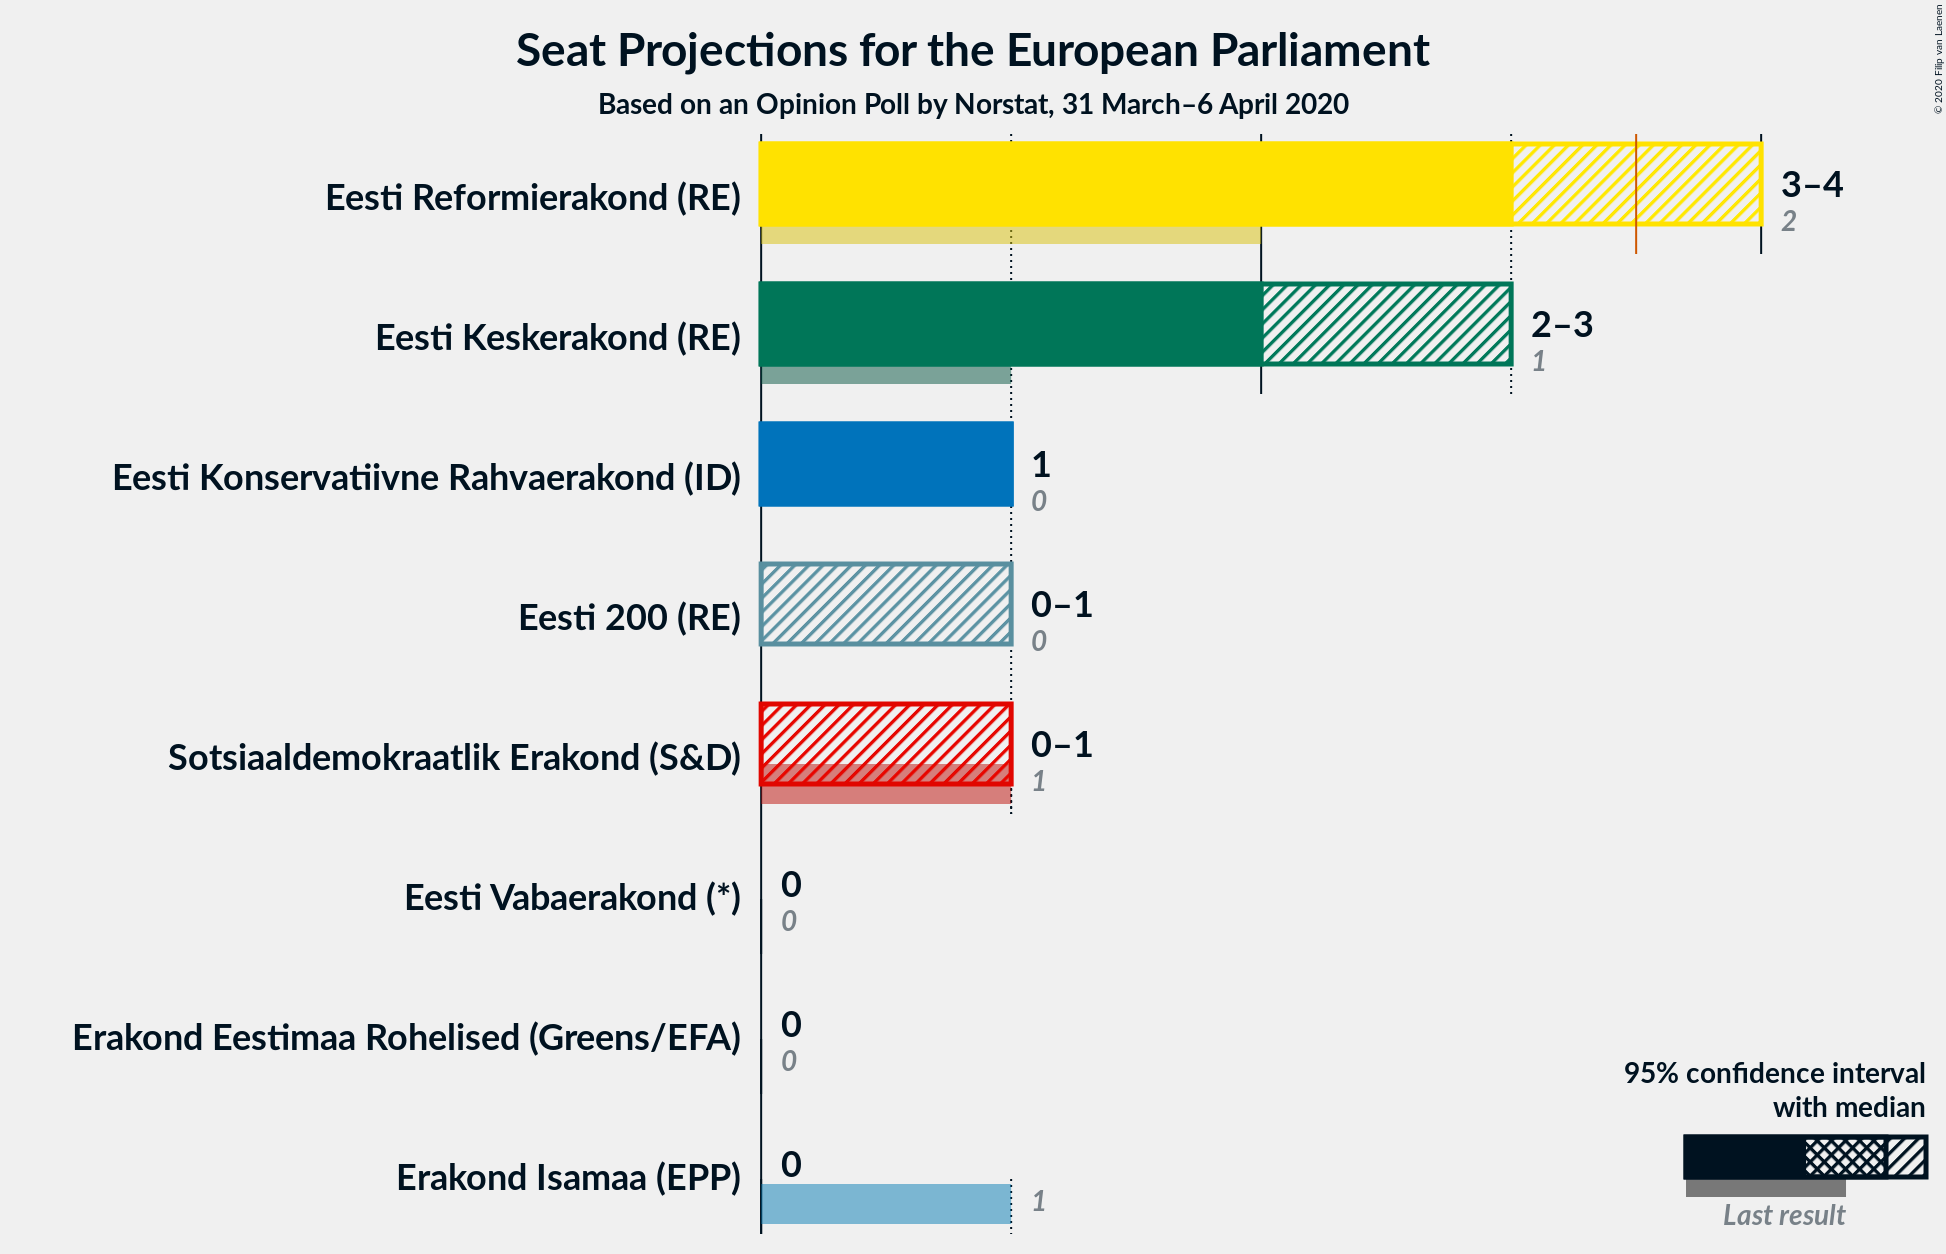 Seat Projections for the European Parliament
Based on an Opinion Poll by Norstat, 31 March–6 April 2020
© 2020 Filip van Laenen
Eesti Reformierakond (RE)
3–4
2
Eesti Keskerakond (RE)
2–3
1
Eesti Konservatiivne Rahvaerakond (ID)
1
0
Eesti 200 (RE)
0–1
0
Sotsiaaldemokraatlik Erakond (S&D)
0–1
1
Eesti Vabaerakond (*)
0
0
Erakond Eestimaa Rohelised (Greens/EFA)
0
0
Erakond Isamaa (EPP)
0
1
95% confidence interval
with median
Last result